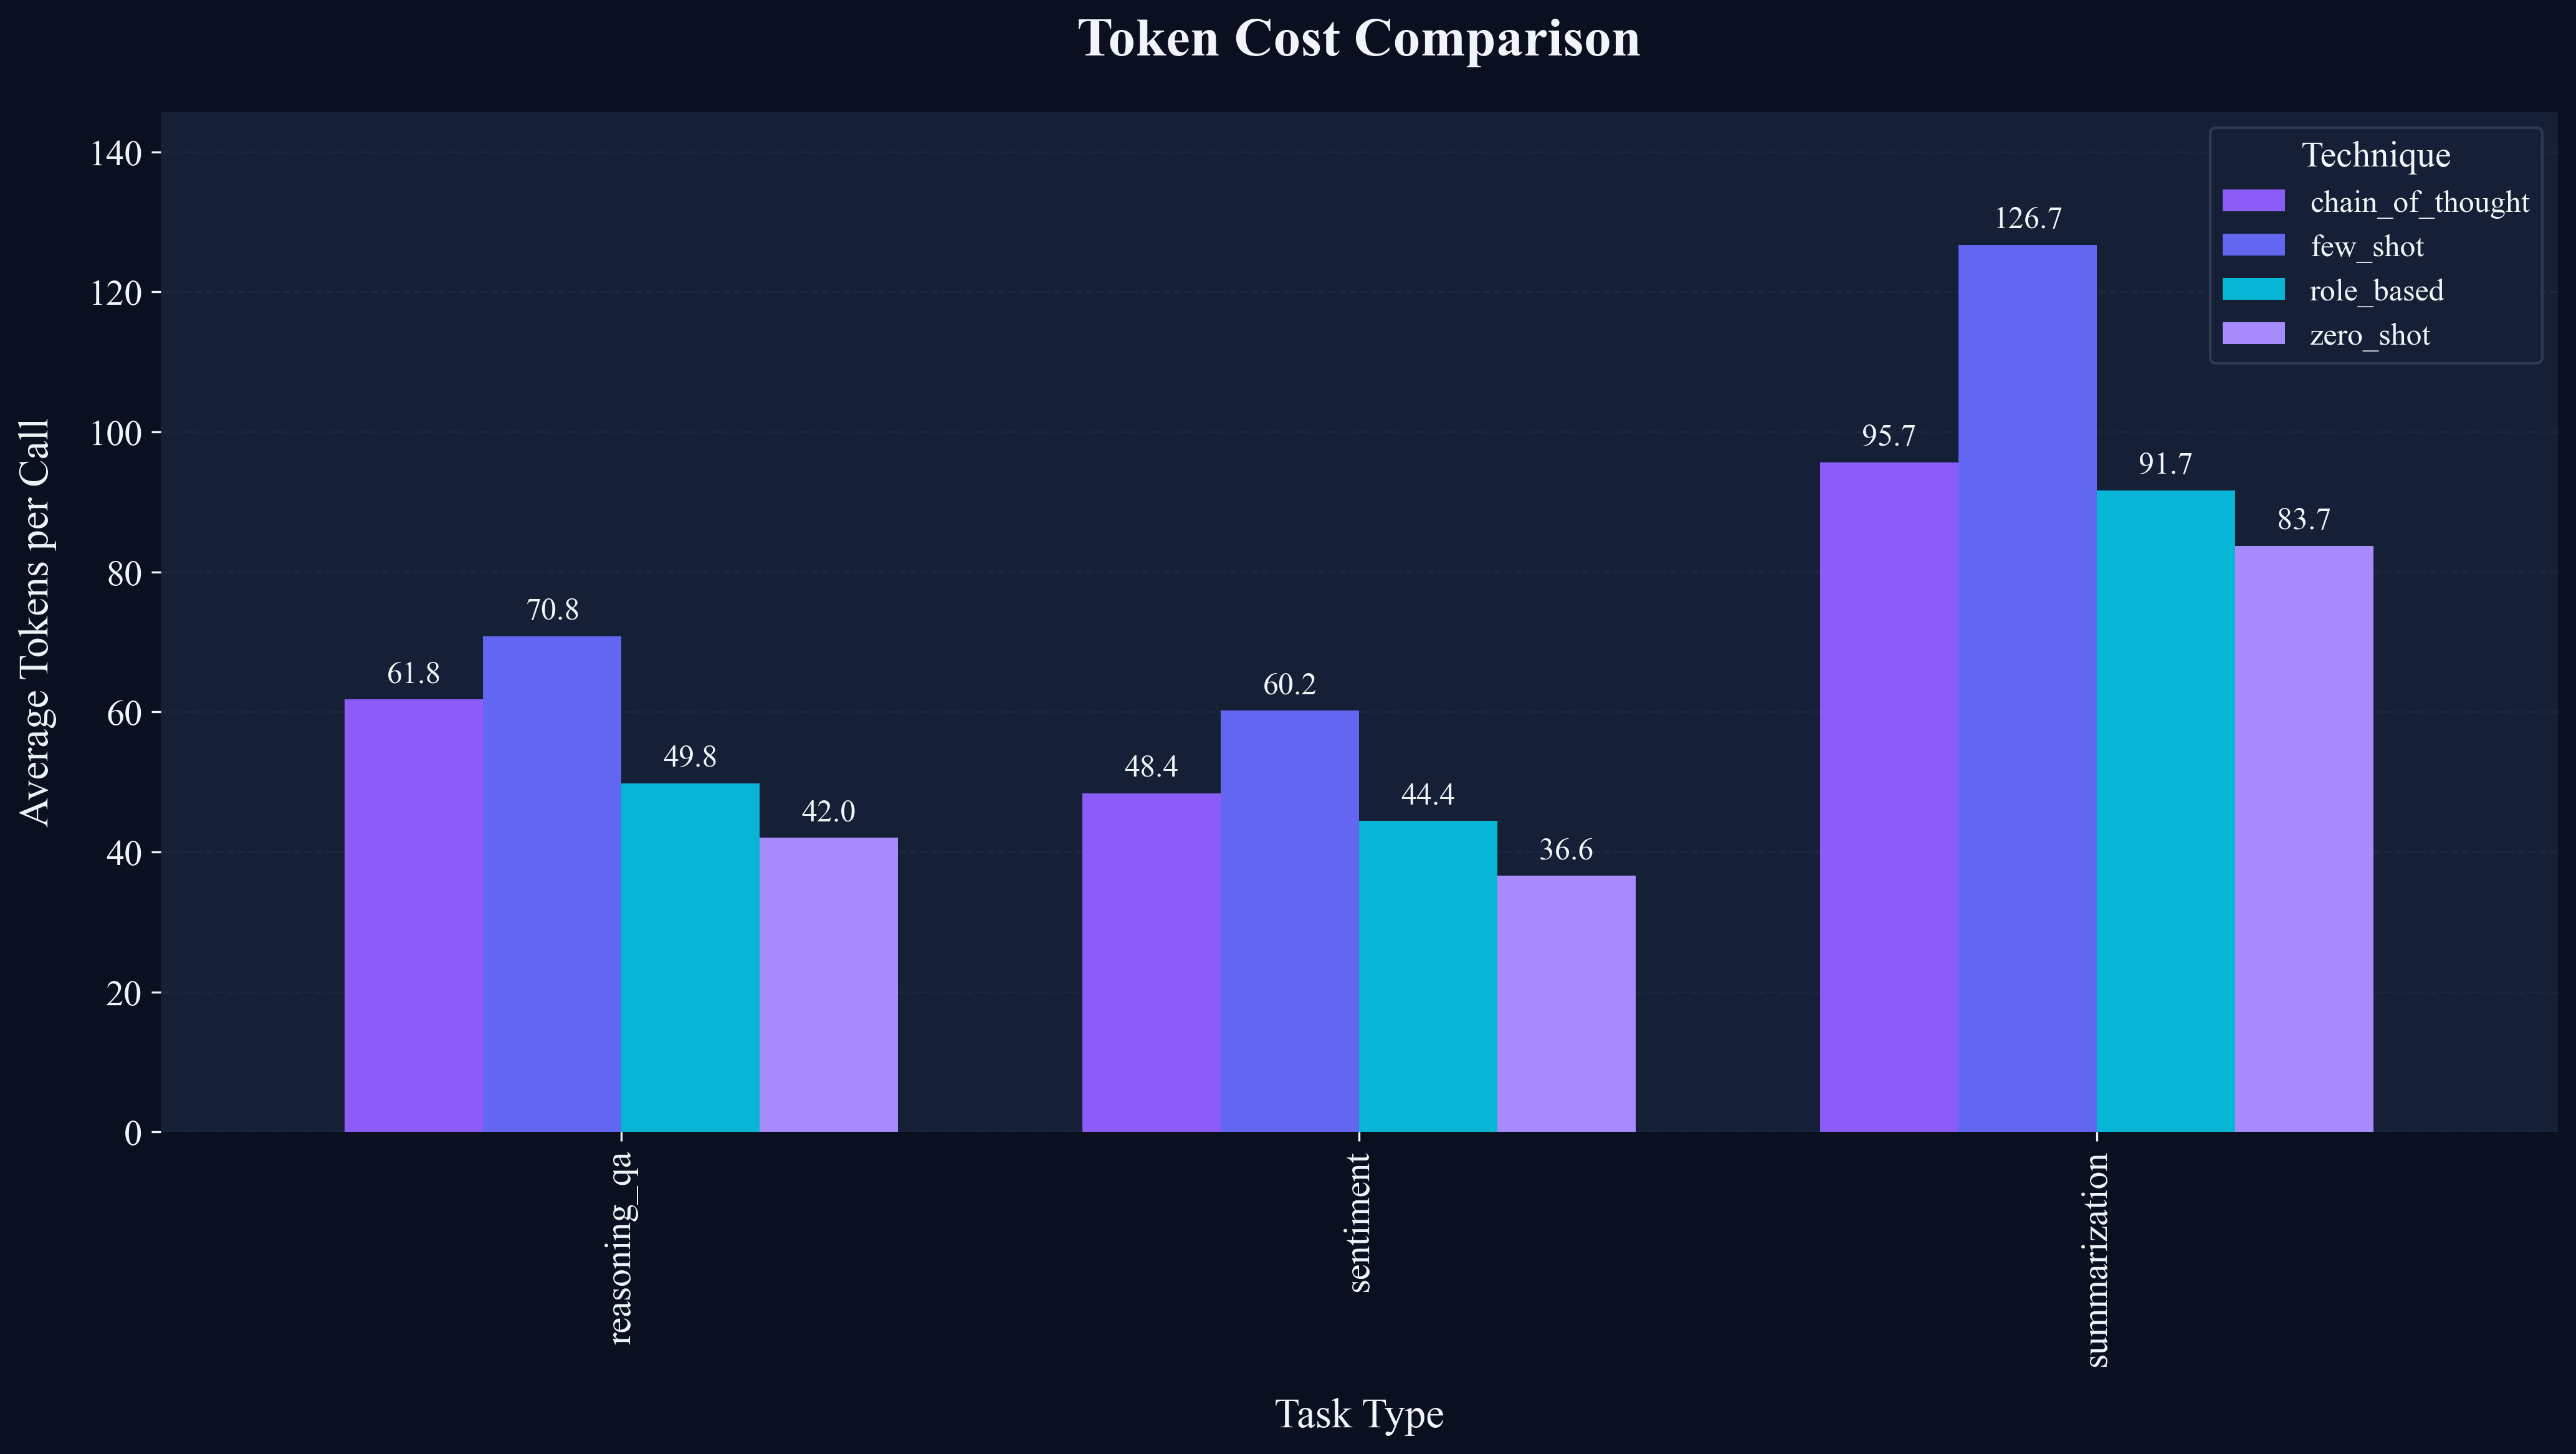 Token Cost Comparison
Average Tokens per Call
140
120
100
80
60
40
20
0
61.8
70.8
49.8
42.0
48.4
60.2
44.4
36.6
95.7
126.7
91.7
83.7
Technique
chain_of_thought
few_shot
role_based
zero_shot
reasoning_qa
sentiment
summarization
Task Type